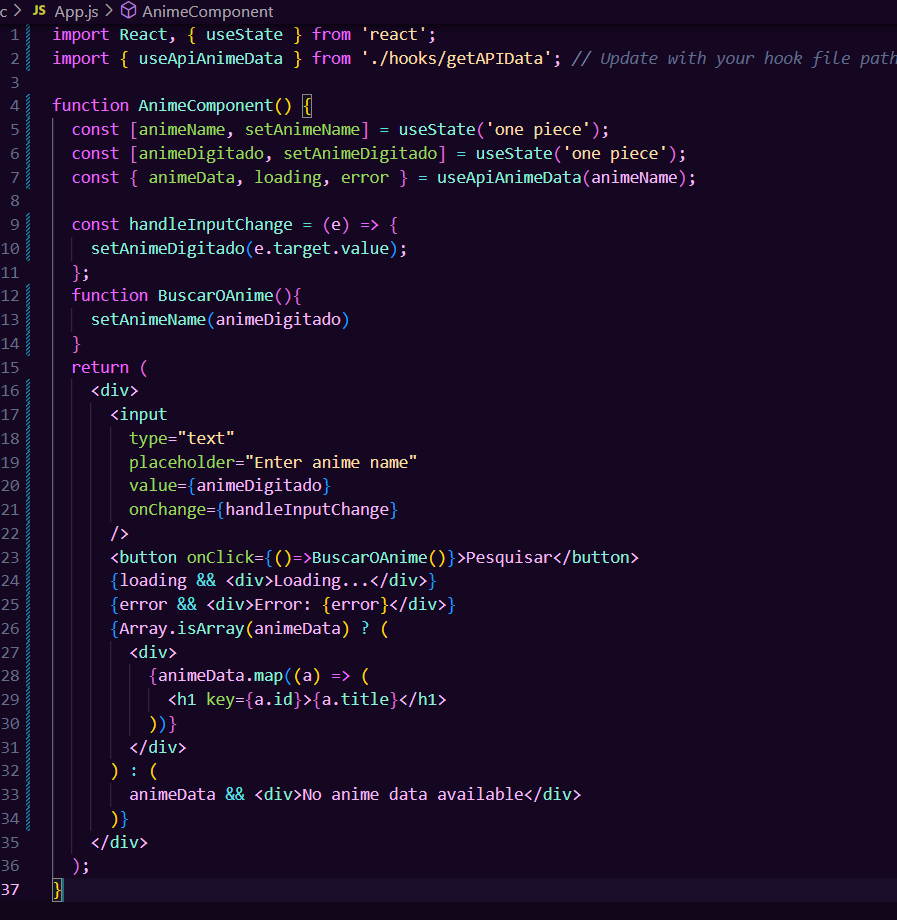 c > JS App.js > AnimeComponent
1 import React, { useState } from 'react';
2 import { useApiAnimeData } from './hooks/getAPIData'; // Update with your hook file path
3
4 function AnimeComponent() {
5   const [animeName, setAnimeName] = useState('one piece');
6   const [animeDigitado, setAnimeDigitado] = useState('one piece');
7   const { animeData, loading, error } = useApiAnimeData(animeName);
8
9   const handleInputChange = (e) => {
10     setAnimeDigitado(e.target.value);
11   };
12   function BuscarOAnime(){
13     setAnimeName(animeDigitado)
14   }
15   return (
16     <div>
17       <input
18         type="text"
19         placeholder="Enter anime name"
20         value={animeDigitado}
21         onChange={handleInputChange}
22       />
23       <button onClick={()=>BuscarOAnime()}>Pesquisar</button>
24       {loading && <div>Loading...</div>}
25       {error && <div>Error: {error}</div>}
26       {Array.isArray(animeData) ? (
27         <div>
28           {animeData.map((a) => (
29             <h1 key={a.id}>{a.title}</h1>
30           ))}
31         </div>
32       ) : (
33         animeData && <div>No anime data available</div>
34       )}
35     </div>
36   );
37 }